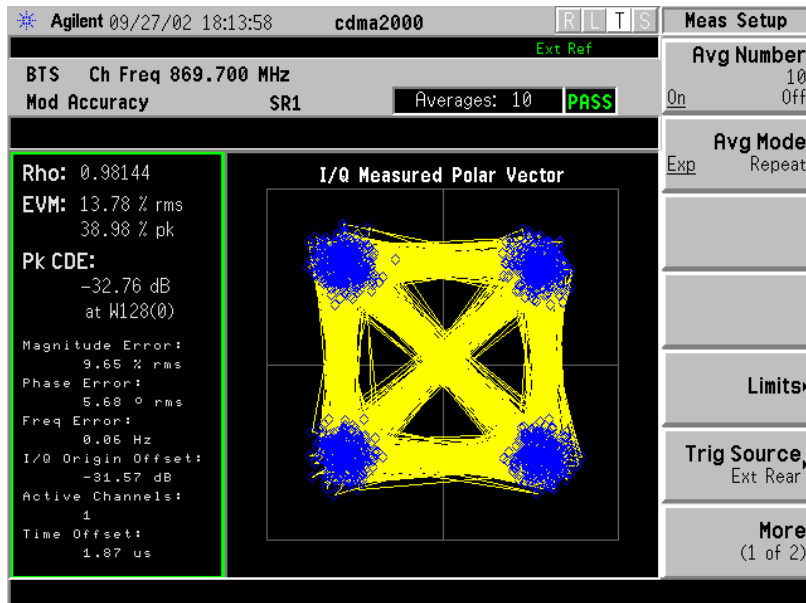 Agilent 09/27/02 18:13:58 cdma2000 R L T S Meas Setup
Ext Ref
BTS Ch Freq 869.700 MHz
Mod Accuracy SR1 Averages: 10 PASS
Rho: 0.98144
EVM: 13.78 % rms
38.98 % pk
Pk CDE:
-32.76 dB
at W128(0)
Magnitude Error:
9.65 % rms
Phase Error:
5.68 º rms
Freq Error:
0.06 Hz
I/Q Origin Offset:
-31.57 dB
Active Channels:
1
Time Offset:
1.87 us
I/Q Measured Polar Vector
Avg Number
10
On Off
Avg Mode
Exp Repeat
Limits
Trig Source
Ext Rear
More
(1 of 2)